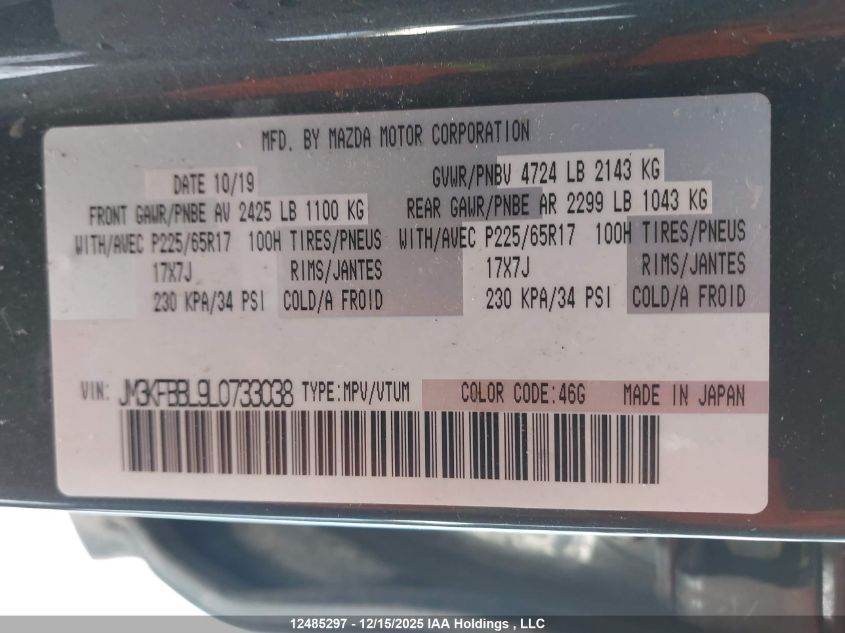 MFD. BY MAZDA MOTOR CORPORATION
DATE 10/19 GVWR/PNBV 4724 LB 2143 KG
FRONT GAWR/PNBE AV 2425 LB 1100 KG REAR GAWR/PNBE AR 2299 LB 1043 KG
WITH/AVEC P225/65R17 100H TIRES/PNEUS WITH/AVEC P225/65R17 100H TIRES/PNEUS
17X7J RIMS/JANTES 17X7J RIMS/JANTES
230 KPA/34 PSI COLD/A FROID 230 KPA/34 PSI COLD/A FROID
VIN: JM3KFBBL9L0733038 TYPE:MPV/VTUM COLOR CODE:46G MADE IN JAPAN
12485297 - 12/15/2025 IAA Holdings , LLC